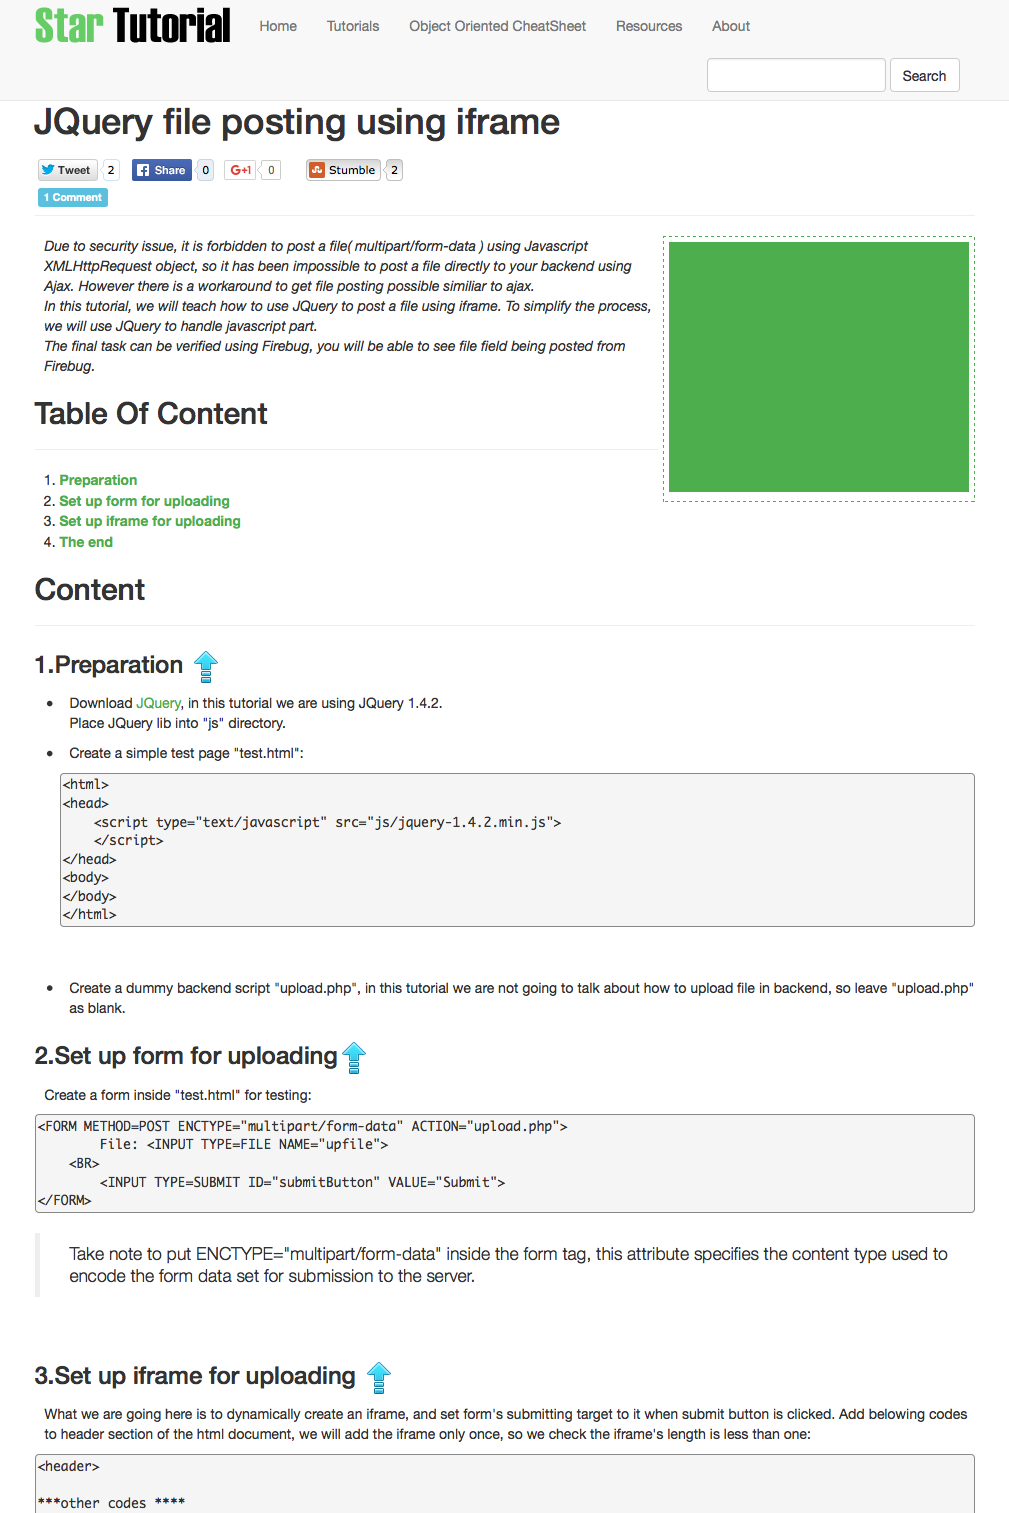 Star Tutorial
Home Tutorials Object Oriented CheatSheet Resources About
Search
JQuery file posting using iframe
Tweet 2 Share 0 G+1 0 Stumble 2
1 Comment
Due to security issue, it is forbidden to post a file( multipart/form-data ) using Javascript
XMLHttpRequest object, so it has been impossible to post a file directly to your backend using
Ajax. However there is a workaround to get file posting possible similiar to ajax.
In this tutorial, we will teach how to use JQuery to post a file using iframe. To simplify the process,
we will use JQuery to handle javascript part.
The final task can be verified using Firebug, you will be able to see file field being posted from
Firebug.
Table Of Content
1. Preparation
2. Set up form for uploading
3. Set up iframe for uploading
4. The end
Content
1.Preparation
• Download JQuery, in this tutorial we are using JQuery 1.4.2.
Place JQuery lib into "js" directory.
• Create a simple test page "test.html":
<html>
<head>
    <script type="text/javascript" src="js/jquery-1.4.2.min.js">
    </script>
</head>
<body>
</body>
</html>
• Create a dummy backend script "upload.php", in this tutorial we are not going to talk about how to upload file in backend, so leave "upload.php"
as blank.
2.Set up form for uploading
Create a form inside "test.html" for testing:
<FORM METHOD=POST ENCTYPE="multipart/form-data" ACTION="upload.php">
        File: <INPUT TYPE=FILE NAME="upfile">
    <BR>
        <INPUT TYPE=SUBMIT ID="submitButton" VALUE="Submit">
</FORM>
Take note to put ENCTYPE="multipart/form-data" inside the form tag, this attribute specifies the content type used to
encode the form data set for submission to the server.
3.Set up iframe for uploading
What we are going here is to dynamically create an iframe, and set form's submitting target to it when submit button is clicked. Add belowing codes
to header section of the html document, we will add the iframe only once, so we check the iframe's length is less than one:
<header>
***other codes ****